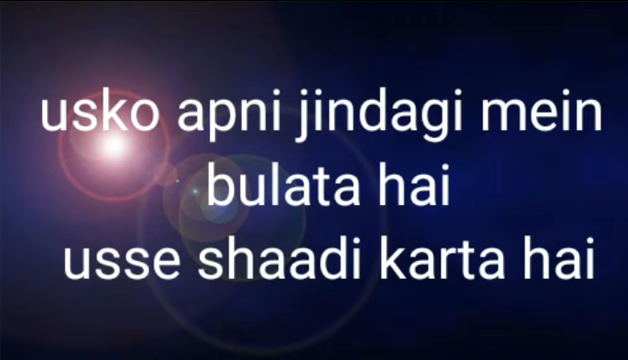 usko apni jindagi mein
bulata hai
usse shaadi karta hai